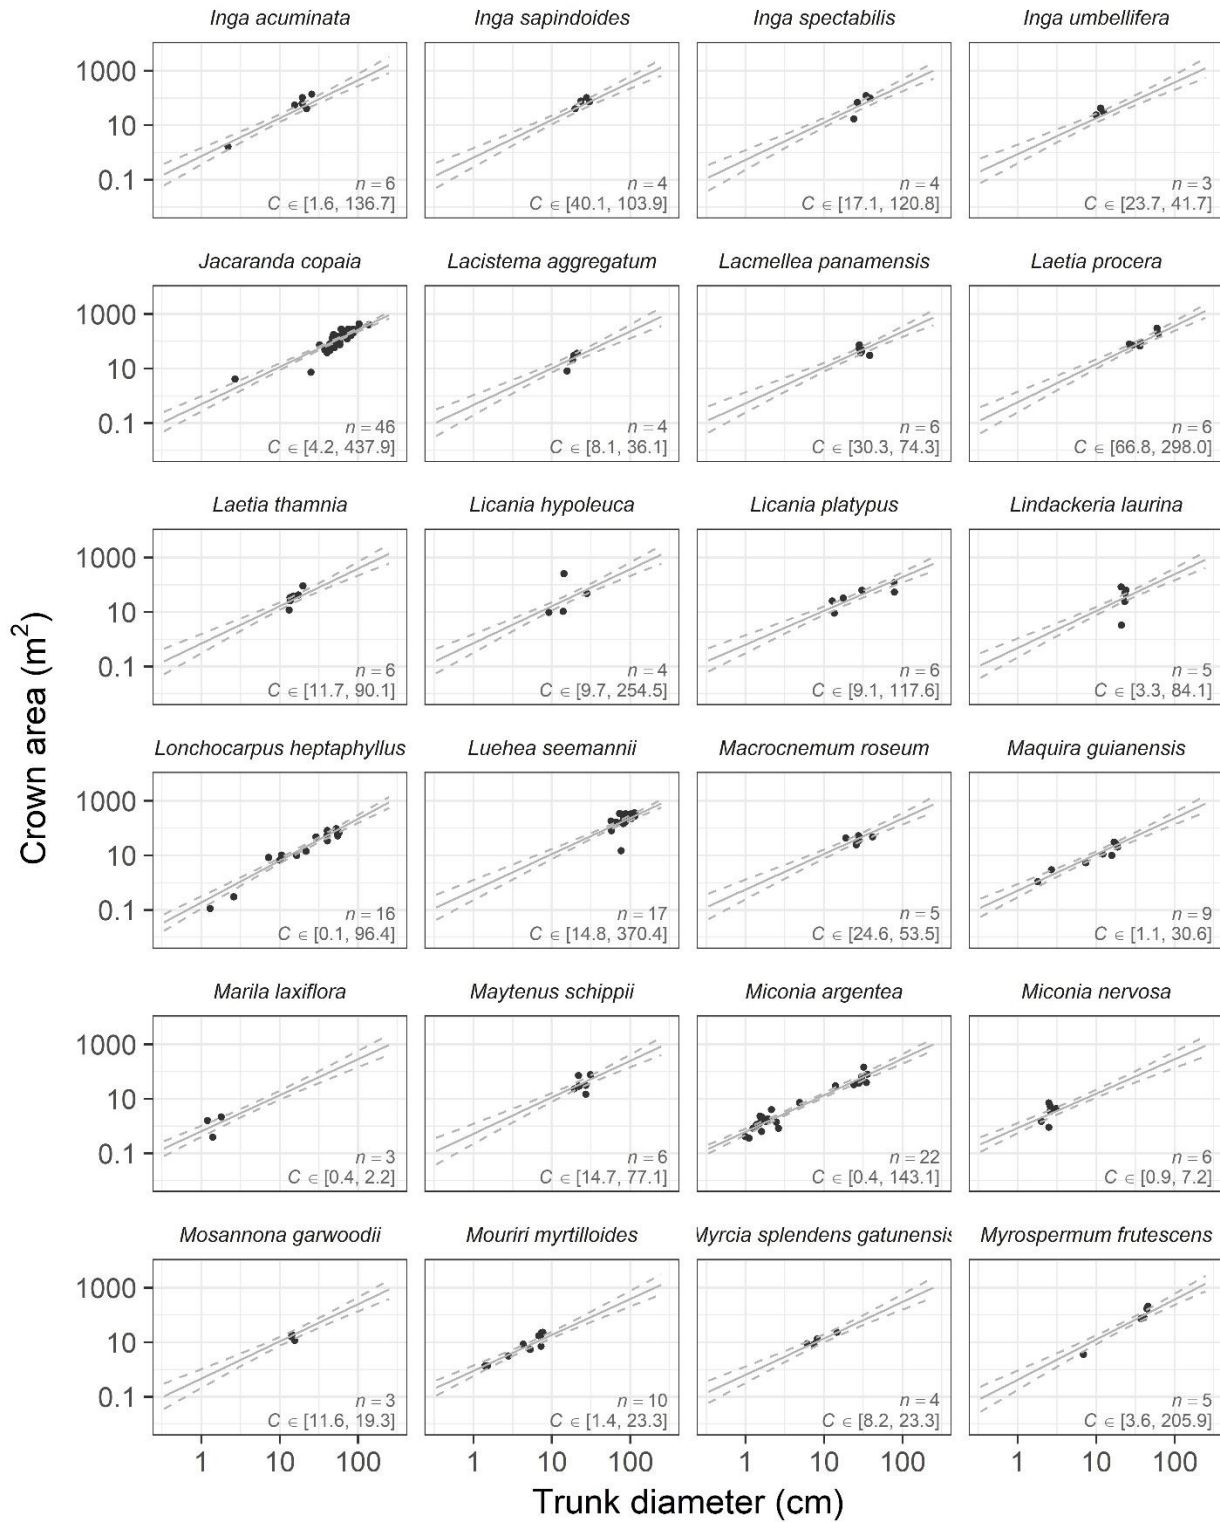 Inga acuminata Inga sapindoides Inga spectabilis Inga umbellifera
1000
10
0.1
n = 6 n = 4 n = 4 n = 3
C ∈ [1.6, 136.7] C ∈ [40.1, 103.9] C ∈ [17.1, 120.8] C ∈ [23.7, 41.7]
Jacaranda copaia Lacistema aggregatum Lacmellea panamensis Laetia procera
1000
10
0.1
n = 46 n = 4 n = 6 n = 6
C ∈ [4.2, 437.9] C ∈ [8.1, 36.1] C ∈ [30.3, 74.3] C ∈ [66.8, 298.0]
Laetia thamnia Licania hypoleuca Licania platypus Lindackeria laurina
1000
10
0.1
n = 6 n = 4 n = 6 n = 5
C ∈ [11.7, 90.1] C ∈ [9.7, 254.5] C ∈ [9.1, 117.6] C ∈ [3.3, 84.1]
Crown area (m²)
Lonchocarpus heptaphyllus Luehea seemannii Macrocnemum roseum Maquira guianensis
1000
10
0.1
n = 16 n = 17 n = 5 n = 9
C ∈ [0.1, 96.4] C ∈ [14.8, 370.4] C ∈ [24.6, 53.5] C ∈ [1.1, 30.6]
Marila laxiflora Maytenus schippii Miconia argentea Miconia nervosa
1000
10
0.1
n = 3 n = 6 n = 22 n = 6
C ∈ [0.4, 2.2] C ∈ [14.7, 77.1] C ∈ [0.4, 143.1] C ∈ [0.9, 7.2]
Mosannona garwoodii Mouriri myrtilloides Myrcia splendens gatunensis Myrospermum frutescens
1000
10
0.1
n = 3 n = 10 n = 4 n = 5
C ∈ [11.6, 19.3] C ∈ [1.4, 23.3] C ∈ [8.2, 23.3] C ∈ [3.6, 205.9]
1 10 100 1 10 100 1 10 100 1 10 100
Trunk diameter (cm)